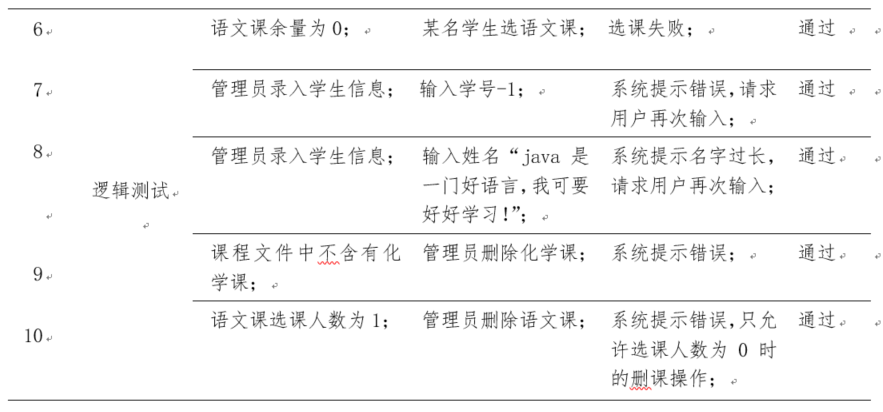 6 语文课余量为 0； 某名学生选语文课； 选课失败； 通过
7 管理员录入学生信息； 输入学号-1； 系统提示错误，请求 通过
用户再次输入；
8 管理员录入学生信息； 输入姓名“java 是 系统提示名字过长， 通过
逻辑测试 一门好语言，我可要 请求用户再次输入；
好好学习！”；
9 课程文件中不含有化 管理员删除化学课； 系统提示错误； 通过
学课；
10 语文课选课人数为 1； 管理员删除语文课； 系统提示错误，只允 通过
许选课人数为 0 时
的删课操作；